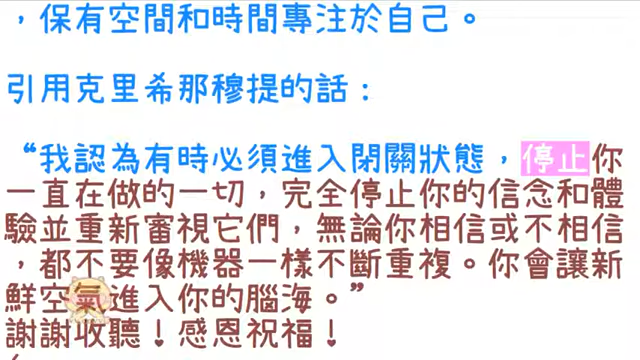 ，保有空間和時間專注於自己。
引用克里希那穆提的話：
“我認為有時必須進入閉關狀態，停止你
一直在做的一切，完全停止你的信念和體
驗並重新審視它們，無論你相信或不相信
，都不要像機器一樣不斷重複。你會讓新
鮮空氣進入你的腦海。”
謝謝收聽！感恩祝福！